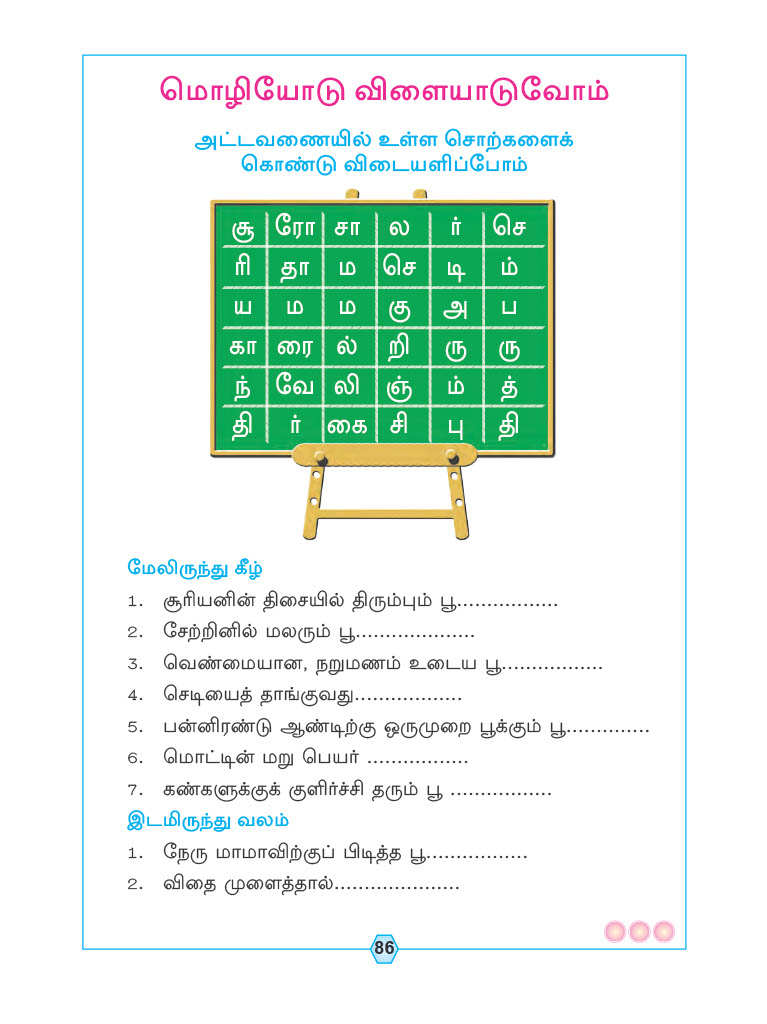 மொழியோடு விளையாடுவோம்
அட்டவணையில் உள்ள சொற்களைக்
கொண்டு விடையளிப்போம்
சூ ரோ சா ல ர் செ
ரி தா ம செ டி ம்
ய ம ம கு அ ப
கா ரை ல் றி ரு ரு
ந் வே லி ஞ் ம் த்
தி ர் கை சி பு தி
மேலிருந்து கீழ்
1. சூரியனின் திசையில் திரும்பும் பூ.................
2. சேற்றினில் மலரும் பூ....................
3. வெண்மையான, நறுமணம் உடைய பூ.................
4. செடியைத் தாங்குவது..................
5. பன்னிரண்டு ஆண்டிற்கு ஒருமுறை பூக்கும் பூ..............
6. மொட்டின் மறு பெயர் .................
7. கண்களுக்குக் குளிர்ச்சி தரும் பூ .................
இடமிருந்து வலம்
1. நேரு மாமாவிற்குப் பிடித்த பூ.................
2. விதை முளைத்தால்.....................
86